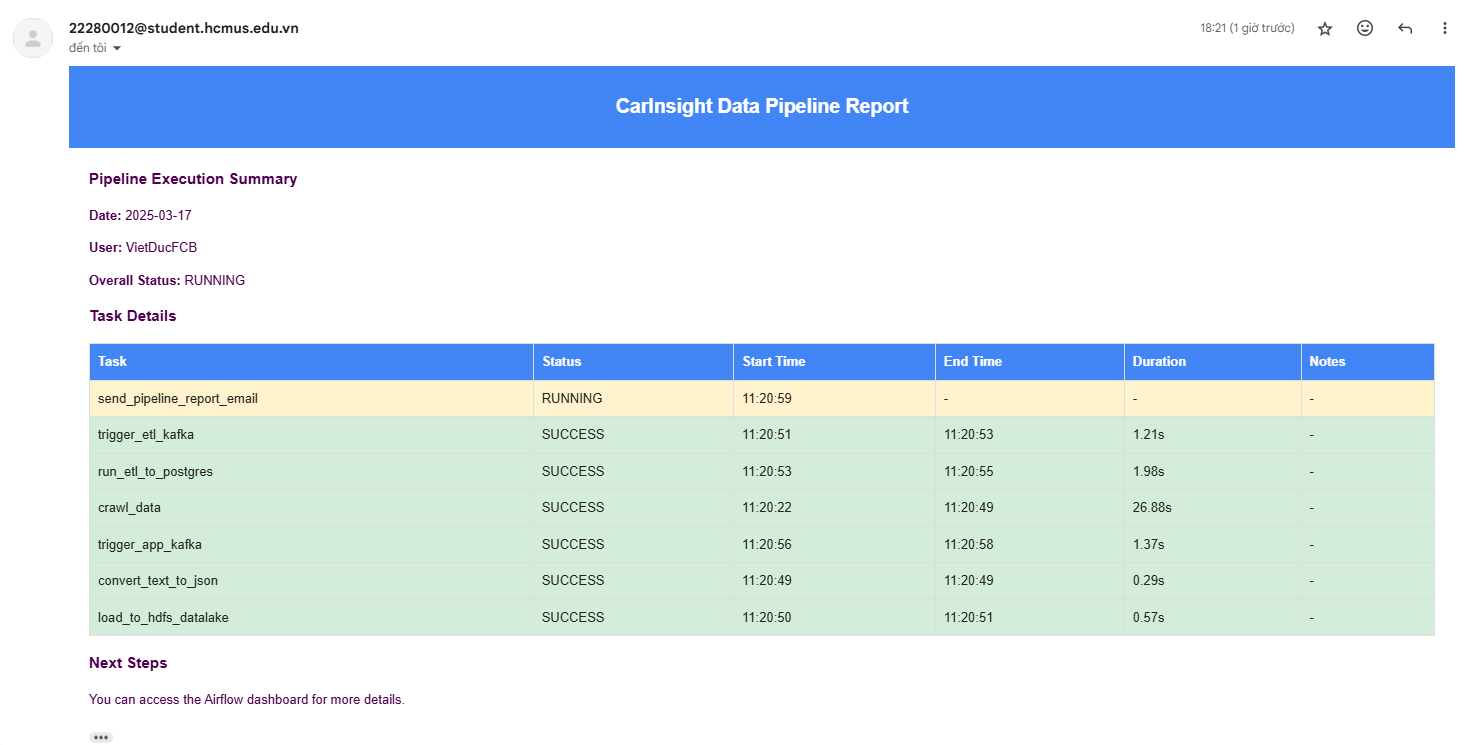 22280012@student.hcmus.edu.vn 18:21 (1 giờ trước)
đến tôi
CarInsight Data Pipeline Report
Pipeline Execution Summary
Date: 2025-03-17
User: VietDucFCB
Overall Status: RUNNING
Task Details
Task Status Start Time End Time Duration Notes
send_pipeline_report_email RUNNING 11:20:59 - - -
trigger_etl_kafka SUCCESS 11:20:51 11:20:53 1.21s -
run_etl_to_postgres SUCCESS 11:20:53 11:20:55 1.98s -
crawl_data SUCCESS 11:20:22 11:20:49 26.88s -
trigger_app_kafka SUCCESS 11:20:56 11:20:58 1.37s -
convert_text_to_json SUCCESS 11:20:49 11:20:49 0.29s -
load_to_hdfs_datalake SUCCESS 11:20:50 11:20:51 0.57s -
Next Steps
You can access the Airflow dashboard for more details.